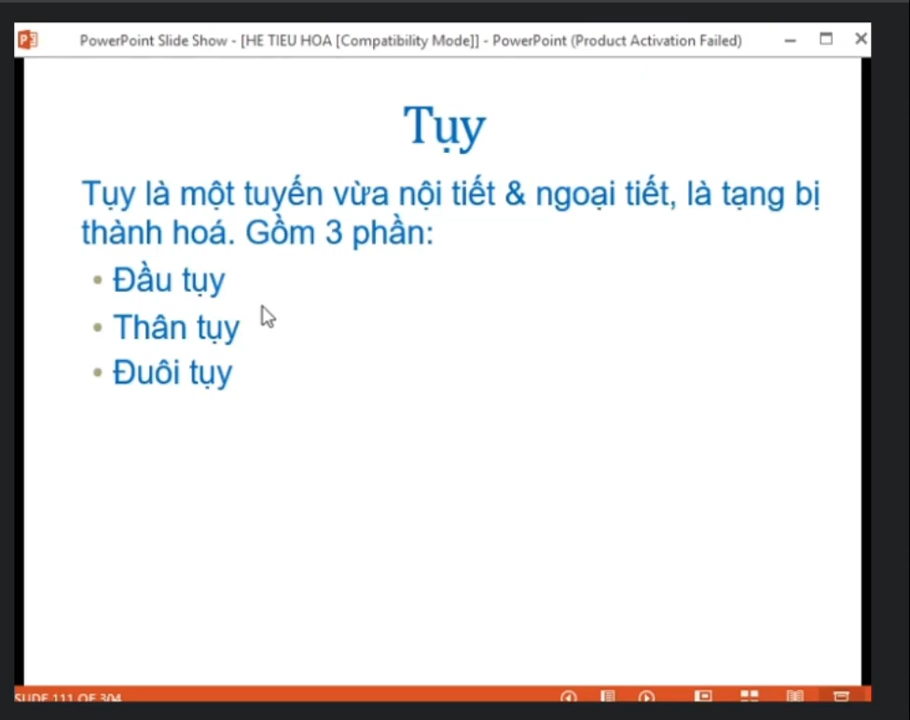 PowerPoint Slide Show - [HE TIEU HOA [Compatibility Mode]] - PowerPoint (Product Activation Failed)
Tụy
Tụy là một tuyến vừa nội tiết & ngoại tiết, là tạng bị
thành hoá. Gồm 3 phần:
• Đầu tụy
• Thân tụy
• Đuôi tụy
SLIDE 111 OF 304